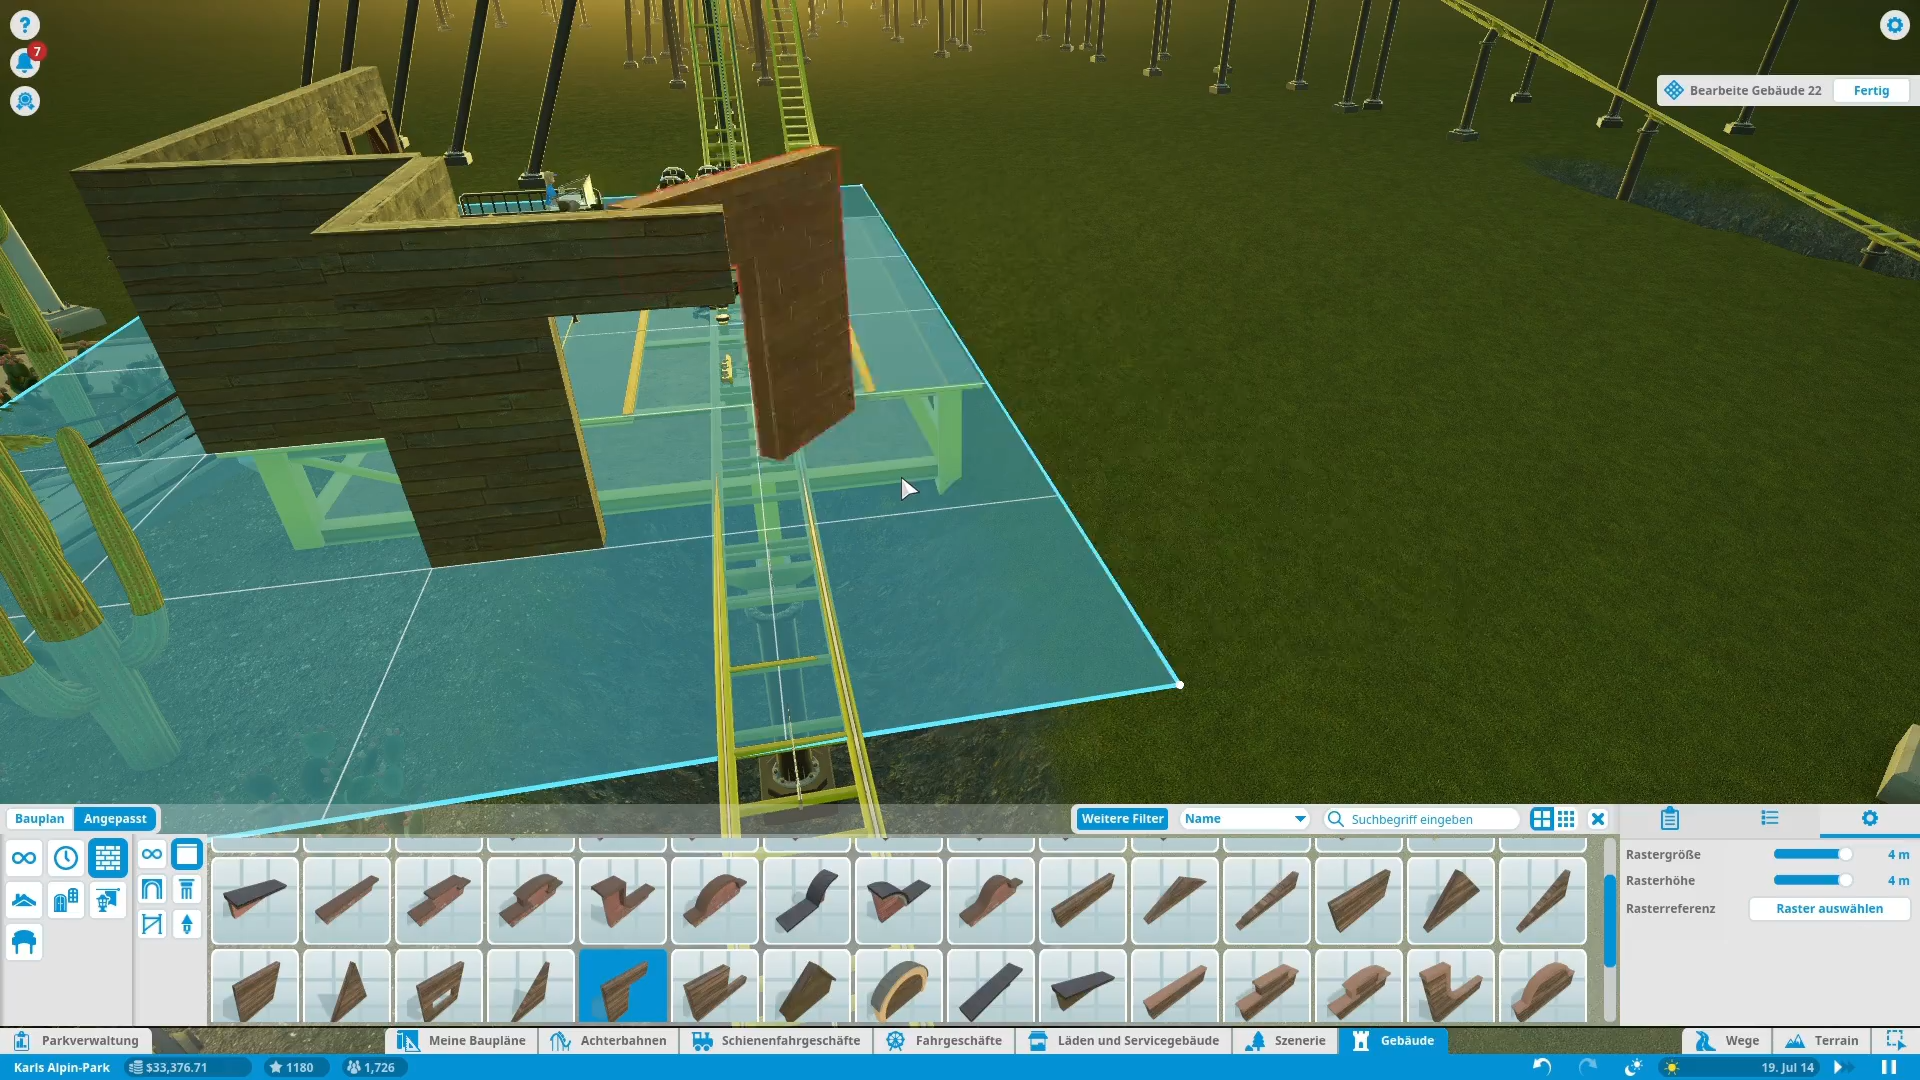 ?
7
Bearbeite Gebäude 22
Fertig
Bauplan
Angepasst
Weitere Filter
Name
Suchbegriff eingeben
Rastergröße
4 m
Rasterhöhe
4 m
Rasterreferenz
Raster auswählen
Parkverwaltung
Meine Baupläne
Achterbahnen
Schienenfahrgeschäfte
Fahrgeschäfte
Läden und Servicegebäude
Szenerie
Gebäude
Wege
Terrain
Karls Alpin-Park
$33,376.71
1180
1,726
19. Jul 14